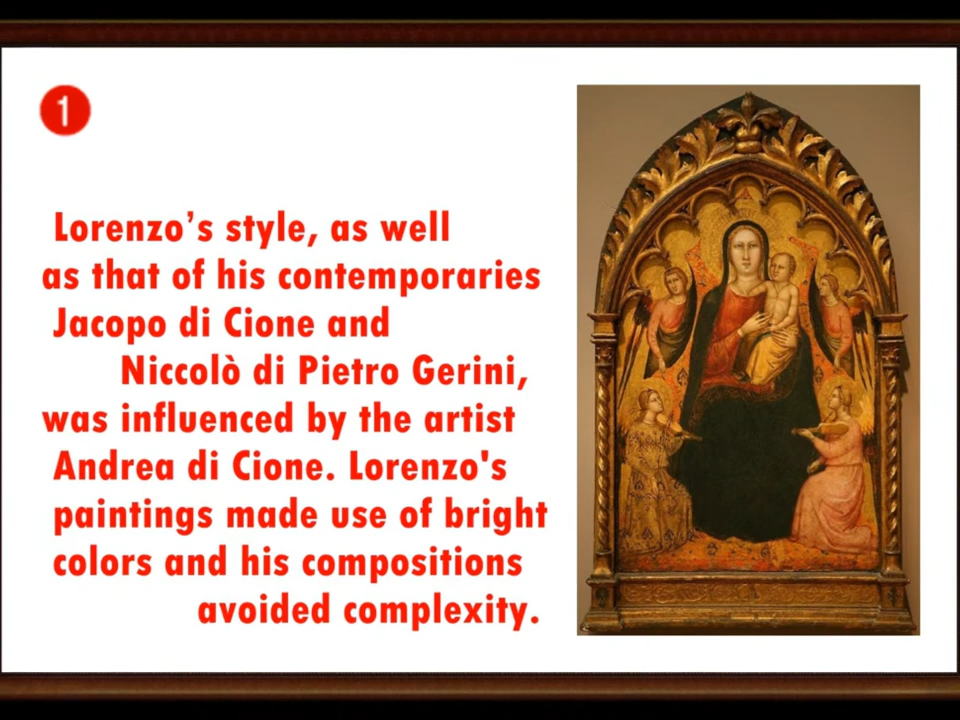 1
Lorenzo’s style, as well
as that of his contemporaries
Jacopo di Cione and
Niccolò di Pietro Gerini,
was influenced by the artist
Andrea di Cione. Lorenzo's
paintings made use of bright
colors and his compositions
avoided complexity.